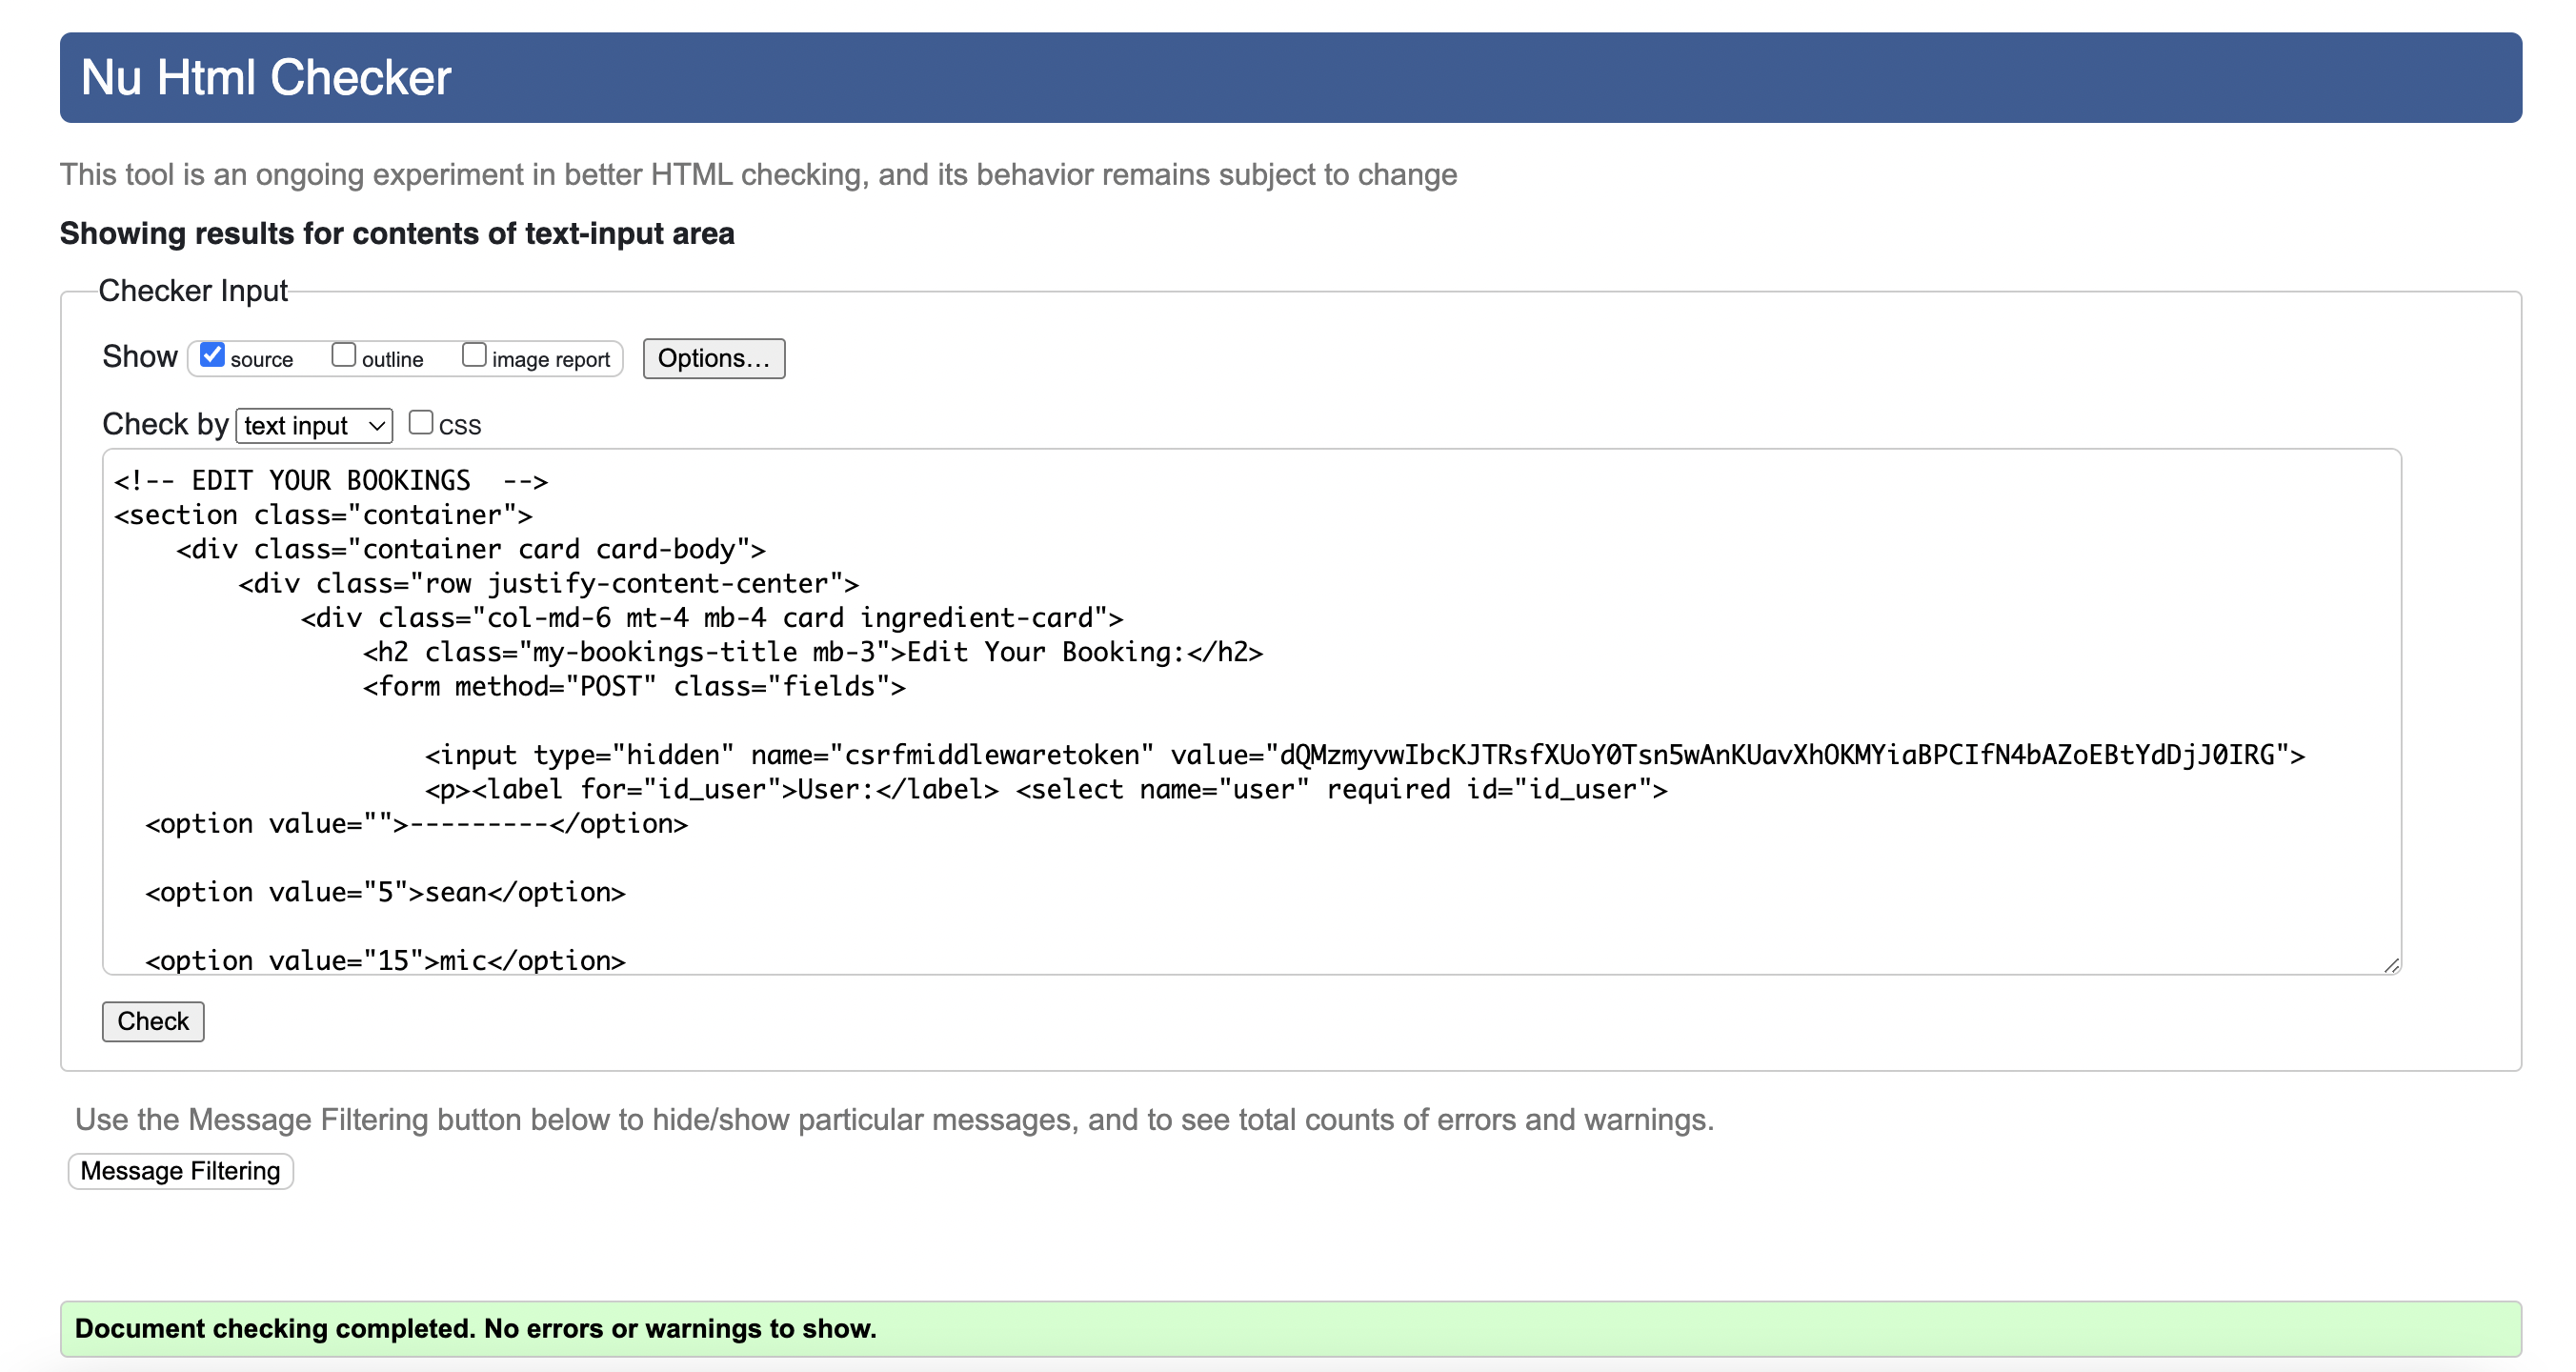 Nu Html Checker
This tool is an ongoing experiment in better HTML checking, and its behavior remains subject to change
Showing results for contents of text-input area
Checker Input
Show source outline image report Options...
Check by text input CSS
<!-- EDIT YOUR BOOKINGS  -->
<section class="container">
    <div class="container card card-body">
        <div class="row justify-content-center">
            <div class="col-md-6 mt-4 mb-4 card ingredient-card">
                <h2 class="my-bookings-title mb-3">Edit Your Booking:</h2>
                <form method="POST" class="fields">
                    <input type="hidden" name="csrfmiddlewaretoken" value="dQMzmyvwIbcKJTRsfXUoY0Tsn5wAnKUavXhOKMYiaBPCIfN4bAZoEBtYdDjJ0IRG">
                    <p><label for="id_user">User:</label> <select name="user" required id="id_user">
  <option value="">---------</option>
  <option value="5">sean</option>
  <option value="15">mic</option>
Check
Use the Message Filtering button below to hide/show particular messages, and to see total counts of errors and warnings.
Message Filtering
Document checking completed. No errors or warnings to show.